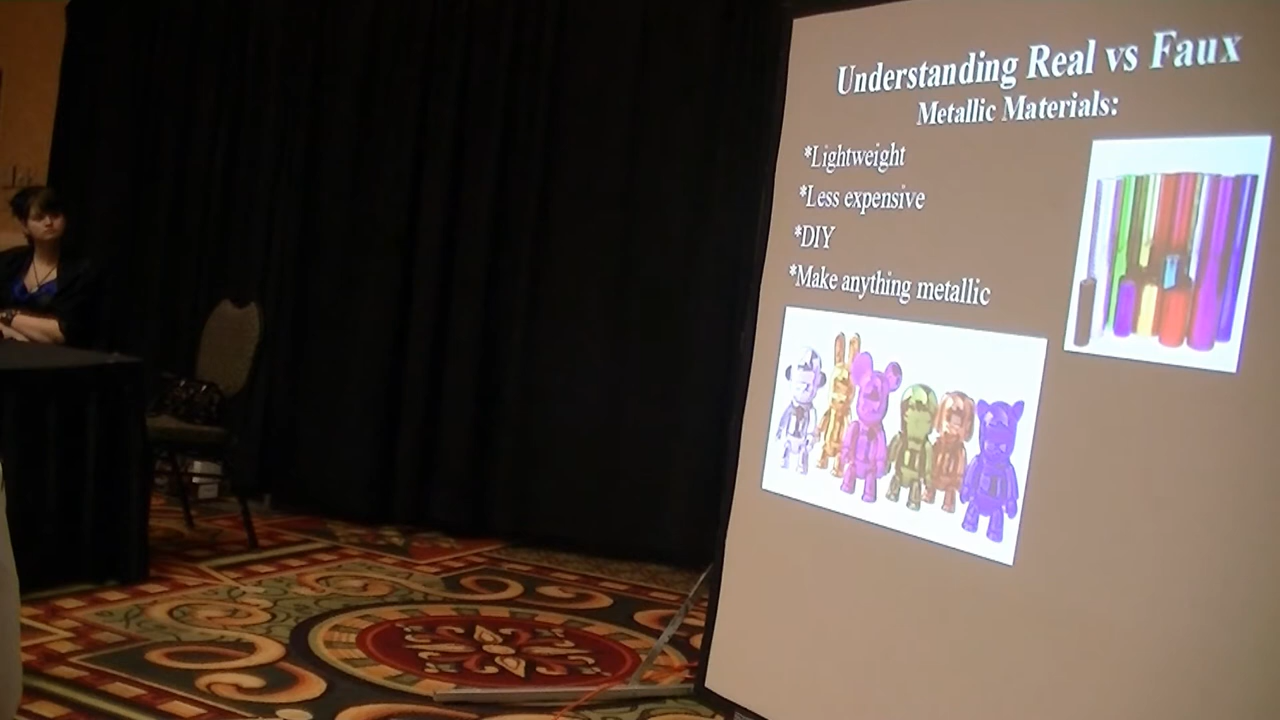 Understanding Real vs Faux
Metallic Materials:
*Lightweight
*Less expensive
*DIY
*Make anything metallic